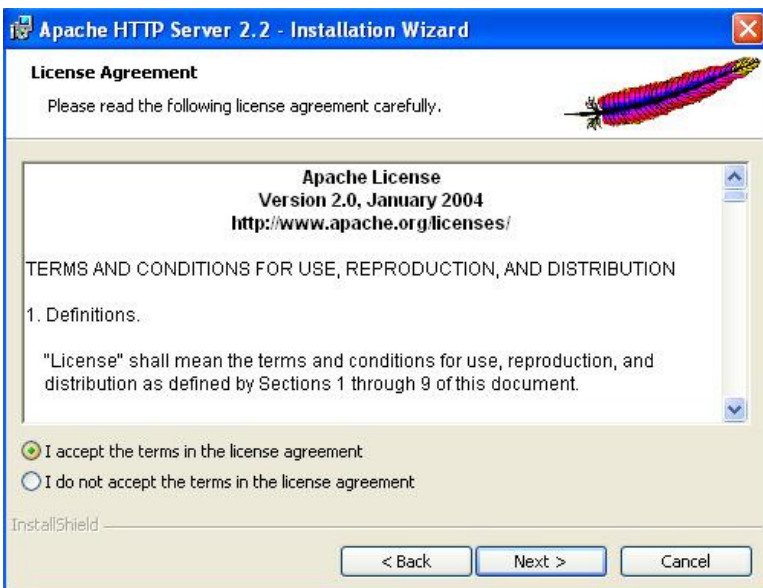 Apache HTTP Server 2.2 - Installation Wizard
License Agreement
Please read the following license agreement carefully.
Apache License
Version 2.0, January 2004
http://www.apache.org/licenses/
TERMS AND CONDITIONS FOR USE, REPRODUCTION, AND DISTRIBUTION
1. Definitions.
"License" shall mean the terms and conditions for use, reproduction, and
distribution as defined by Sections 1 through 9 of this document.
I accept the terms in the license agreement
I do not accept the terms in the license agreement
InstallShield
< Back Next > Cancel